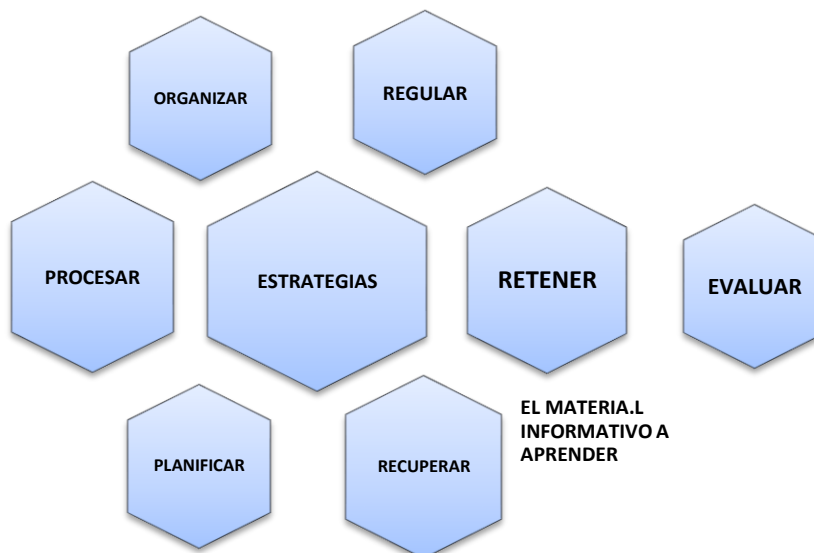 ORGANIZAR
REGULAR
PROCESAR
ESTRATEGIAS
RETENER
EVALUAR
PLANIFICAR
RECUPERAR
EL MATERIA.L
INFORMATIVO A
APRENDER